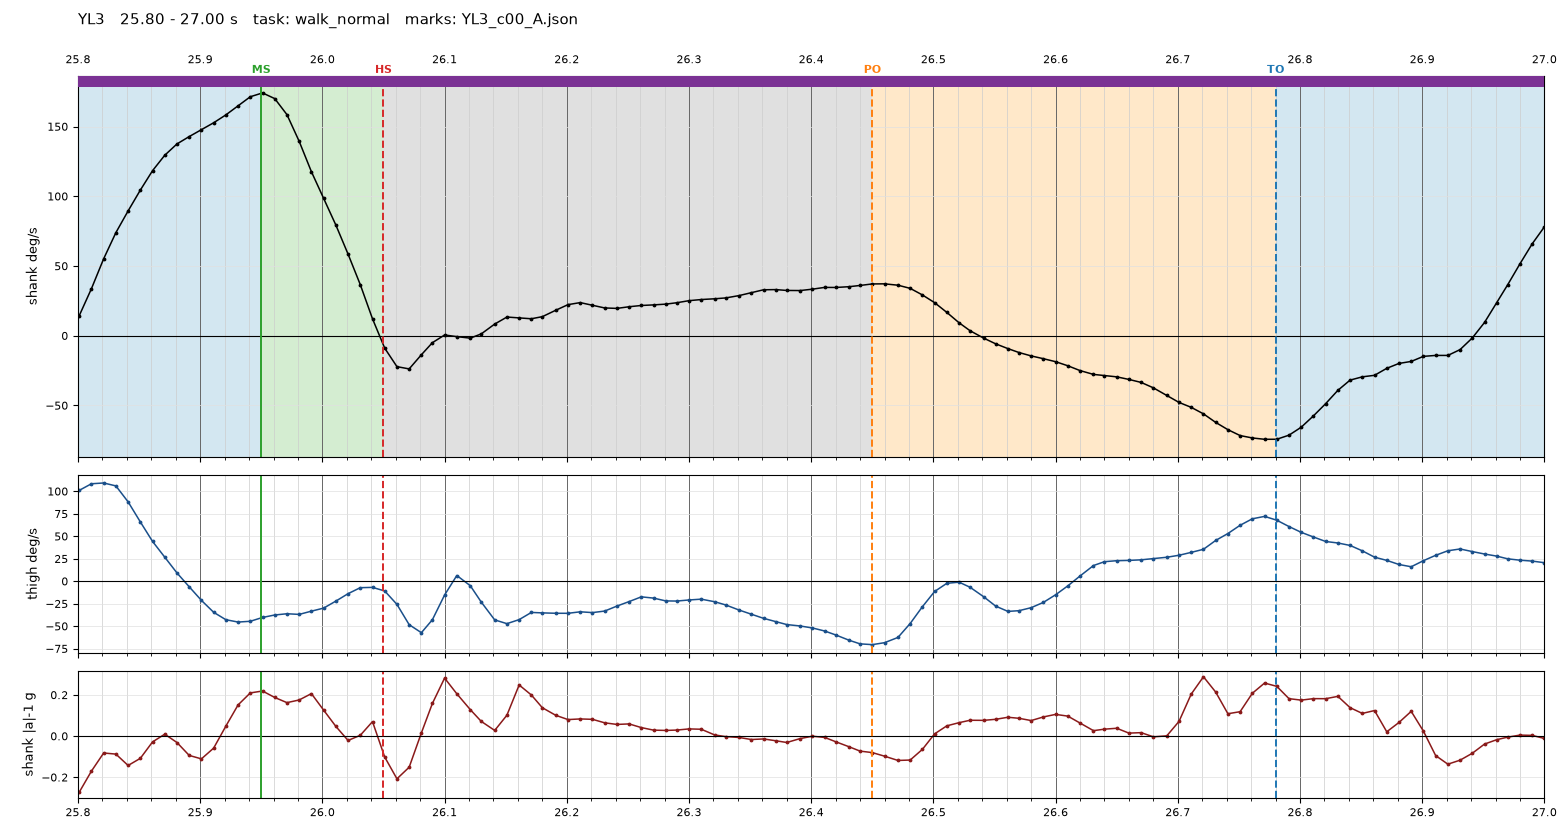 YL3   25.80 - 27.00 s   task: walk_normal   marks: YL3_c00_A.json
25.8 25.9 26.0 26.1 26.2 26.3 26.4 26.5 26.6 26.7 26.8 26.9 27.0
MS HS PO TO
shank deg/s
150
100
50
0
−50
thigh deg/s
100
75
50
25
0
−25
−50
−75
shank |a|-1 g
0.2
0.0
−0.2
25.8 25.9 26.0 26.1 26.2 26.3 26.4 26.5 26.6 26.7 26.8 26.9 27.0